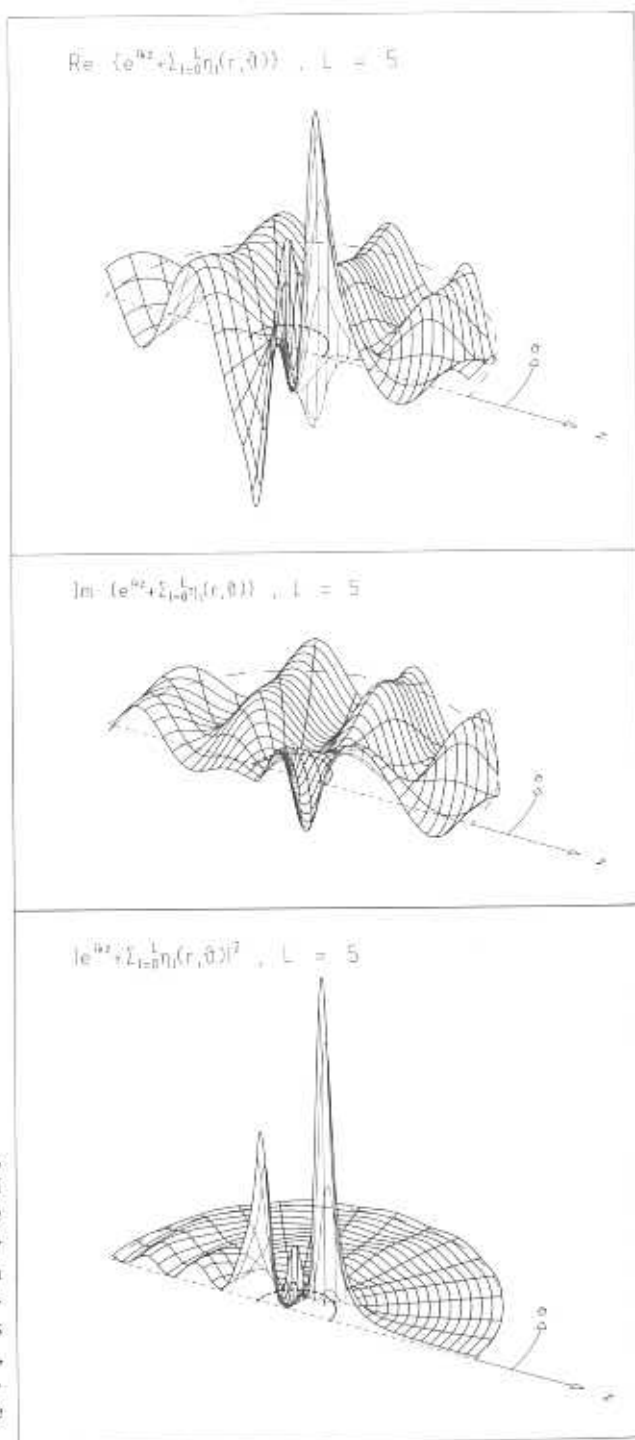 Re {e^{ikz}+Σ_{l=0}^{L}η_l(r,ϑ)} , L = 5
ϑ
z
Im {e^{ikz}+Σ_{l=0}^{L}η_l(r,ϑ)} , L = 5
ϑ
z
|e^{ikz}+Σ_{l=0}^{L}η_l(r,ϑ)|² , L = 5
ϑ